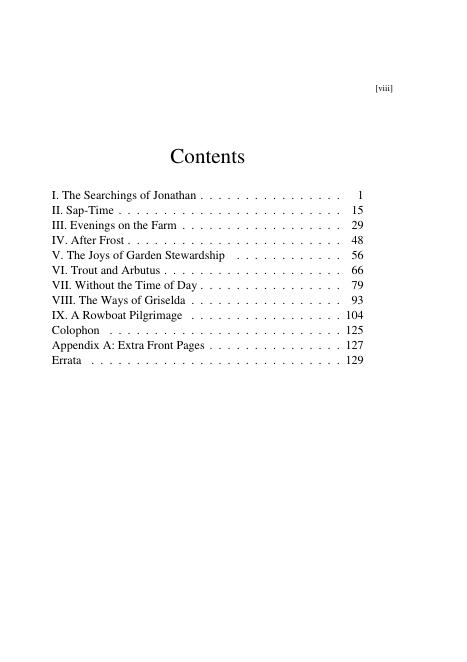 [viii]
Contents
I. The Searchings of Jonathan . . . . . . . . . . . . . . . . 1
II. Sap-Time . . . . . . . . . . . . . . . . . . . . . . . . . 15
III. Evenings on the Farm . . . . . . . . . . . . . . . . . . 29
IV. After Frost . . . . . . . . . . . . . . . . . . . . . . . . 48
V. The Joys of Garden Stewardship . . . . . . . . . . . . 56
VI. Trout and Arbutus . . . . . . . . . . . . . . . . . . . . 66
VII. Without the Time of Day . . . . . . . . . . . . . . . . 79
VIII. The Ways of Griselda . . . . . . . . . . . . . . . . . 93
IX. A Rowboat Pilgrimage . . . . . . . . . . . . . . . . . 104
Colophon . . . . . . . . . . . . . . . . . . . . . . . . . . 125
Appendix A: Extra Front Pages . . . . . . . . . . . . . . . 127
Errata . . . . . . . . . . . . . . . . . . . . . . . . . . . . 129